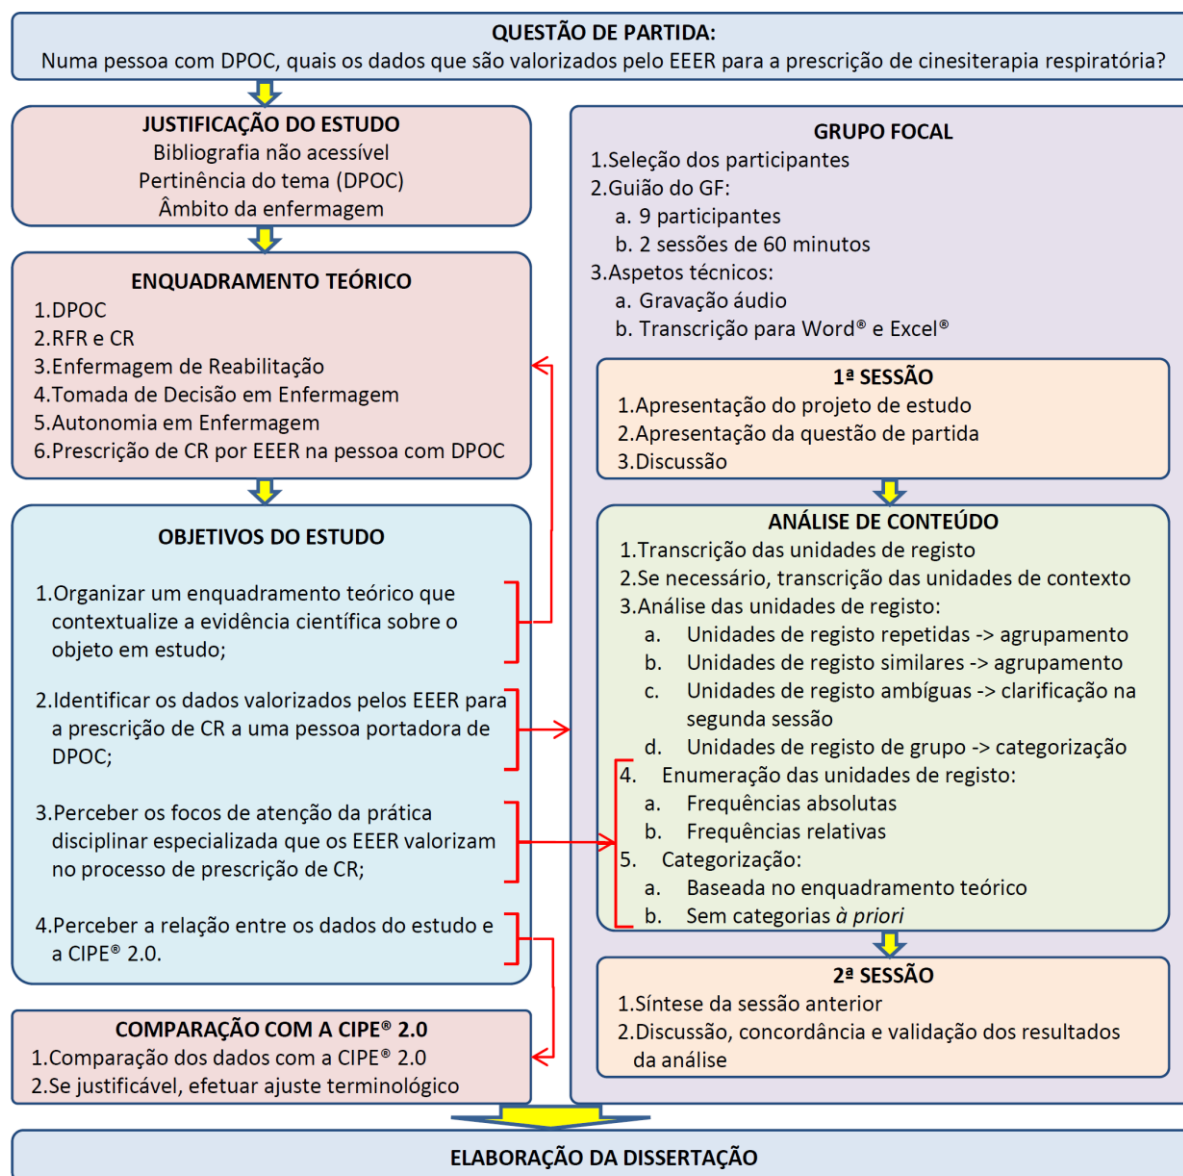 QUESTÃO DE PARTIDA:
Numa pessoa com DPOC, quais os dados que são valorizados pelo EEER para a prescrição de cinesiterapia respiratória?
JUSTIFICAÇÃO DO ESTUDO
Bibliografia não acessível
Pertinência do tema (DPOC)
Âmbito da enfermagem
ENQUADRAMENTO TEÓRICO
1.DPOC
2.RFR e CR
3.Enfermagem de Reabilitação
4.Tomada de Decisão em Enfermagem
5.Autonomia em Enfermagem
6.Prescrição de CR por EEER na pessoa com DPOC
OBJETIVOS DO ESTUDO
1.Organizar um enquadramento teórico que
contextualize a evidência científica sobre o
objeto em estudo;
2.Identificar os dados valorizados pelos EEER para
a prescrição de CR a uma pessoa portadora de
DPOC;
3.Perceber os focos de atenção da prática
disciplinar especializada que os EEER valorizam
no processo de prescrição de CR;
4.Perceber a relação entre os dados do estudo e
a CIPE® 2.0.
COMPARAÇÃO COM A CIPE® 2.0
1.Comparação dos dados com a CIPE® 2.0
2.Se justificável, efetuar ajuste terminológico
GRUPO FOCAL
1.Seleção dos participantes
2.Guião do GF:
a. 9 participantes
b. 2 sessões de 60 minutos
3.Aspetos técnicos:
a. Gravação áudio
b. Transcrição para Word® e Excel®
1ª SESSÃO
1.Apresentação do projeto de estudo
2.Apresentação da questão de partida
3.Discussão
ANÁLISE DE CONTEÚDO
1.Transcrição das unidades de registo
2.Se necessário, transcrição das unidades de contexto
3.Análise das unidades de registo:
a. Unidades de registo repetidas -> agrupamento
b. Unidades de registo similares -> agrupamento
c. Unidades de registo ambíguas -> clarificação na
segunda sessão
d. Unidades de registo de grupo -> categorização
4. Enumeração das unidades de registo:
a. Frequências absolutas
b. Frequências relativas
5. Categorização:
a. Baseada no enquadramento teórico
b. Sem categorias à priori
2ª SESSÃO
1.Síntese da sessão anterior
2.Discussão, concordância e validação dos resultados
da análise
ELABORAÇÃO DA DISSERTAÇÃO